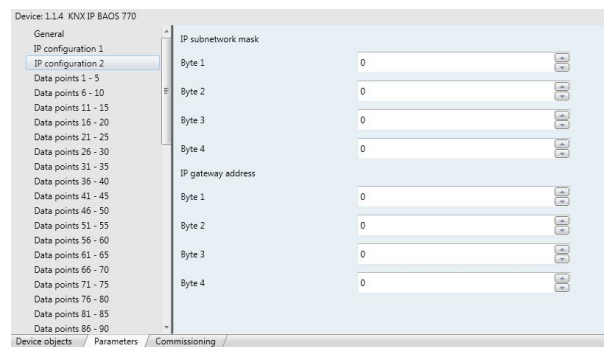 Device: 1.1.4 KNX IP BAOS 770
General
IP configuration 1
IP configuration 2
Data points 1 - 5
Data points 6 - 10
Data points 11 - 15
Data points 16 - 20
Data points 21 - 25
Data points 26 - 30
Data points 31 - 35
Data points 36 - 40
Data points 41 - 45
Data points 46 - 50
Data points 51 - 55
Data points 56 - 60
Data points 61 - 65
Data points 66 - 70
Data points 71 - 75
Data points 76 - 80
Data points 81 - 85
Data points 86 - 90
IP subnetwork mask
Byte 1 0
Byte 2 0
Byte 3 0
Byte 4 0
IP gateway address
Byte 1 0
Byte 2 0
Byte 3 0
Byte 4 0
Device objects Parameters Commissioning